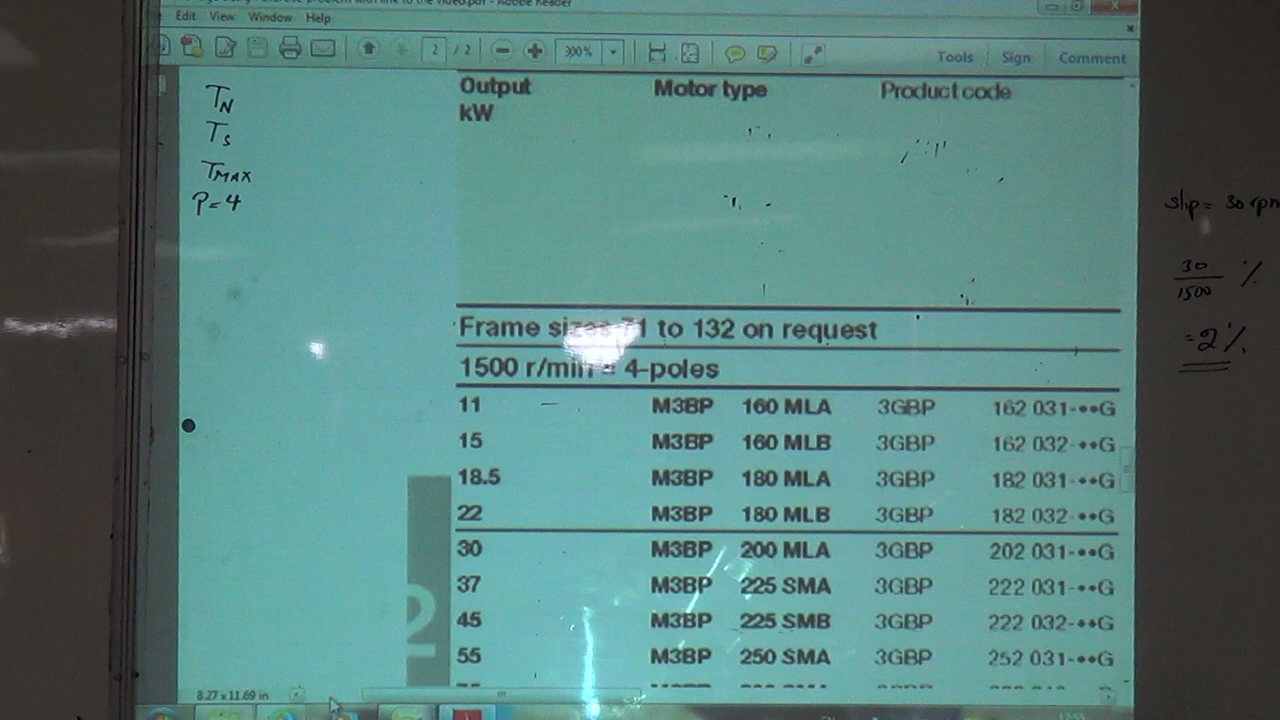 Edit View Window Help
2 / 2 300% Tools Sign Comment
T_N
T_S
T_MAX
P=4
Output kW Motor type Product code
slip = 30 rpm
30/1500 %
=2%
Frame sizes 71 to 132 on request
1500 r/min = 4-poles
11 M3BP 160 MLA 3GBP 162 031-••G
15 M3BP 160 MLB 3GBP 162 032-••G
18.5 M3BP 180 MLA 3GBP 182 031-••G
22 M3BP 180 MLB 3GBP 182 032-••G
30 M3BP 200 MLA 3GBP 202 031-••G
37 M3BP 225 SMA 3GBP 222 031-••G
45 M3BP 225 SMB 3GBP 222 032-••G
55 M3BP 250 SMA 3GBP 252 031-••G
2
8.27 x 11.69 in